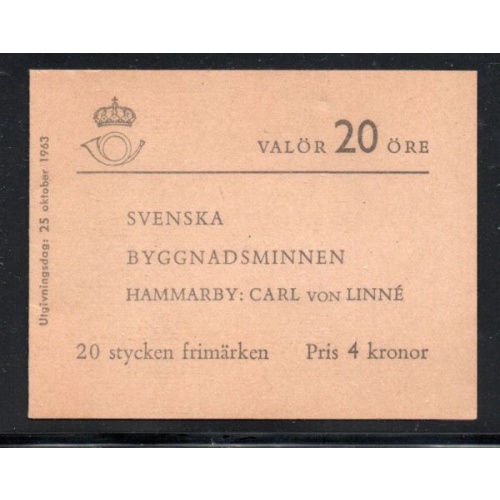 VALÖR 20 ÖRE
SVENSKA
BYGGNADSMINNEN
HAMMARBY: CARL VON LINNÉ
20 stycken frimärken Pris 4 kronor
Utgivningsdag: 25 oktober 1963